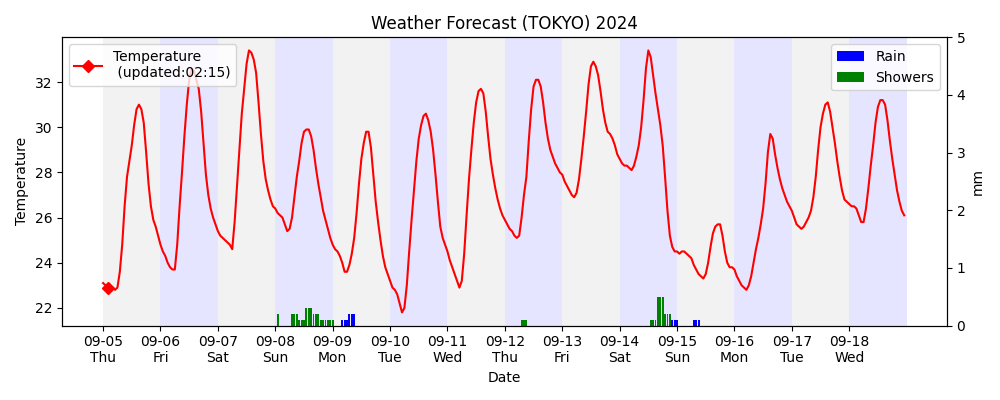 Weather Forecast (TOKYO) 2024
Temperature
(updated:02:15)
Rain
Showers
Temperature
32
30
28
26
24
22
5
4
3
2
1
0
mm
09-05 09-06 09-07 09-08 09-09 09-10 09-11 09-12 09-13 09-14 09-15 09-16 09-17 09-18
Thu Fri Sat Sun Mon Tue Wed Thu Fri Sat Sun Mon Tue Wed
Date